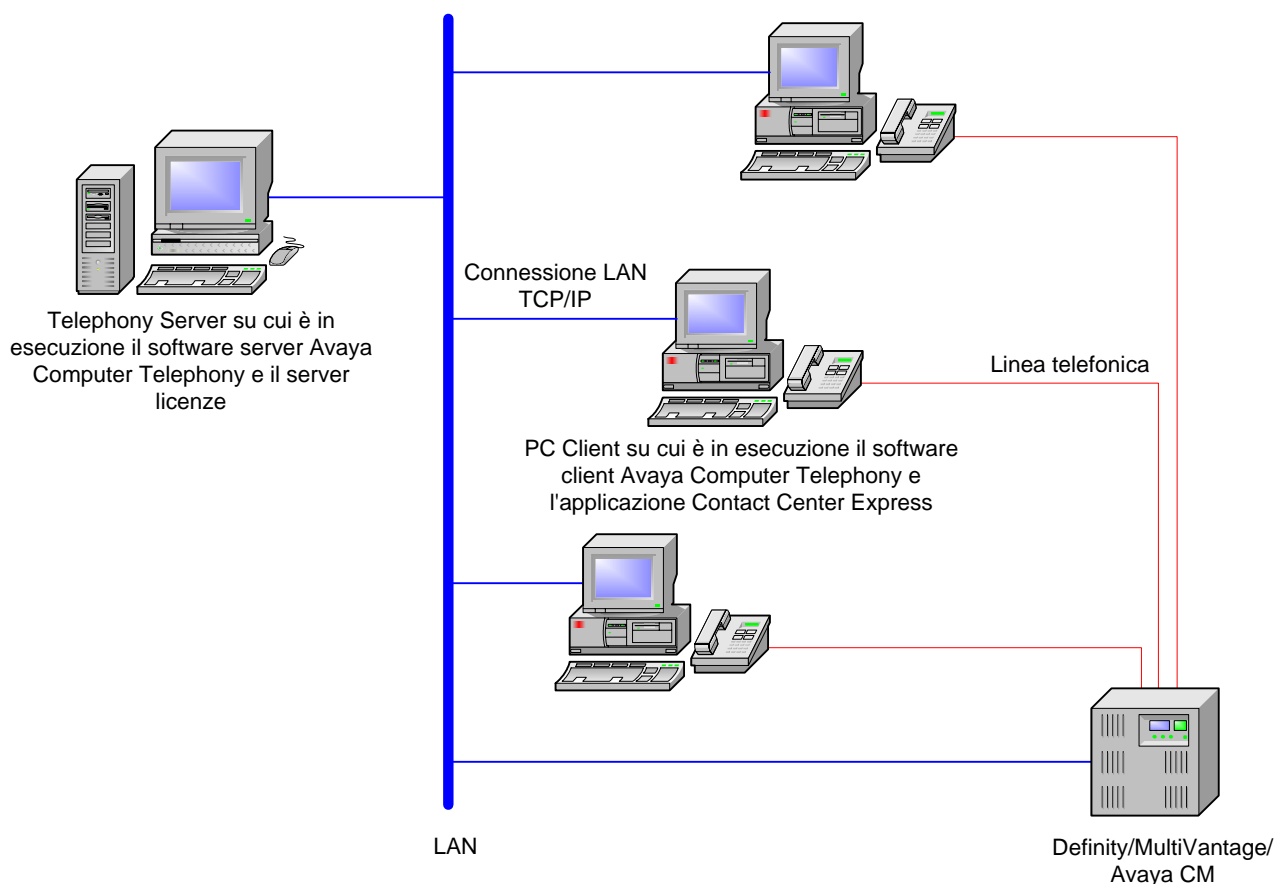 Connessione LAN
TCP/IP
Telephony Server su cui è in
esecuzione il software server Avaya
Computer Telephony e il server
licenze
Linea telefonica
PC Client su cui è in esecuzione il software
client Avaya Computer Telephony e
l'applicazione Contact Center Express
LAN
Definity/MultiVantage/
Avaya CM